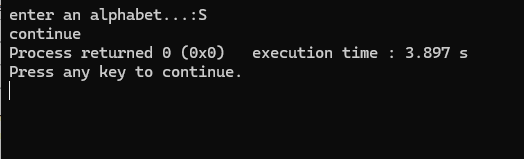 enter an alphabet...:S
continue
Process returned 0 (0x0)   execution time : 3.897 s
Press any key to continue.